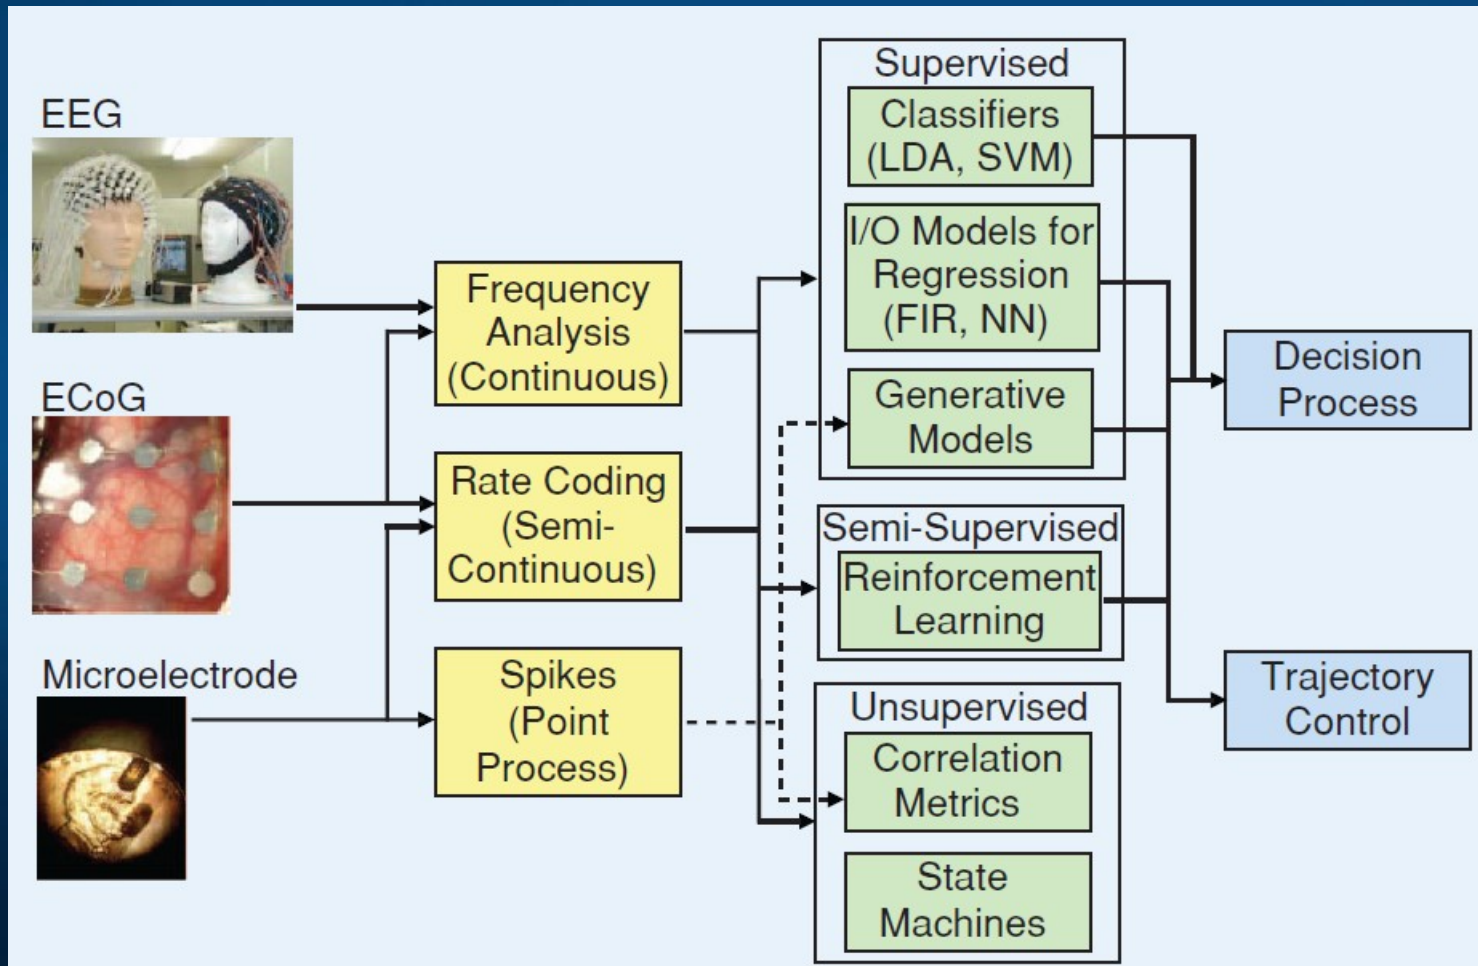 EEG
ECoG
Microelectrode
Frequency
Analysis
(Continuous)
Rate Coding
(Semi-
Continuous)
Spikes
(Point
Process)
Supervised
Classifiers
(LDA, SVM)
I/O Models for
Regression
(FIR, NN)
Generative
Models
Semi-Supervised
Reinforcement
Learning
Unsupervised
Correlation
Metrics
State
Machines
Decision
Process
Trajectory
Control